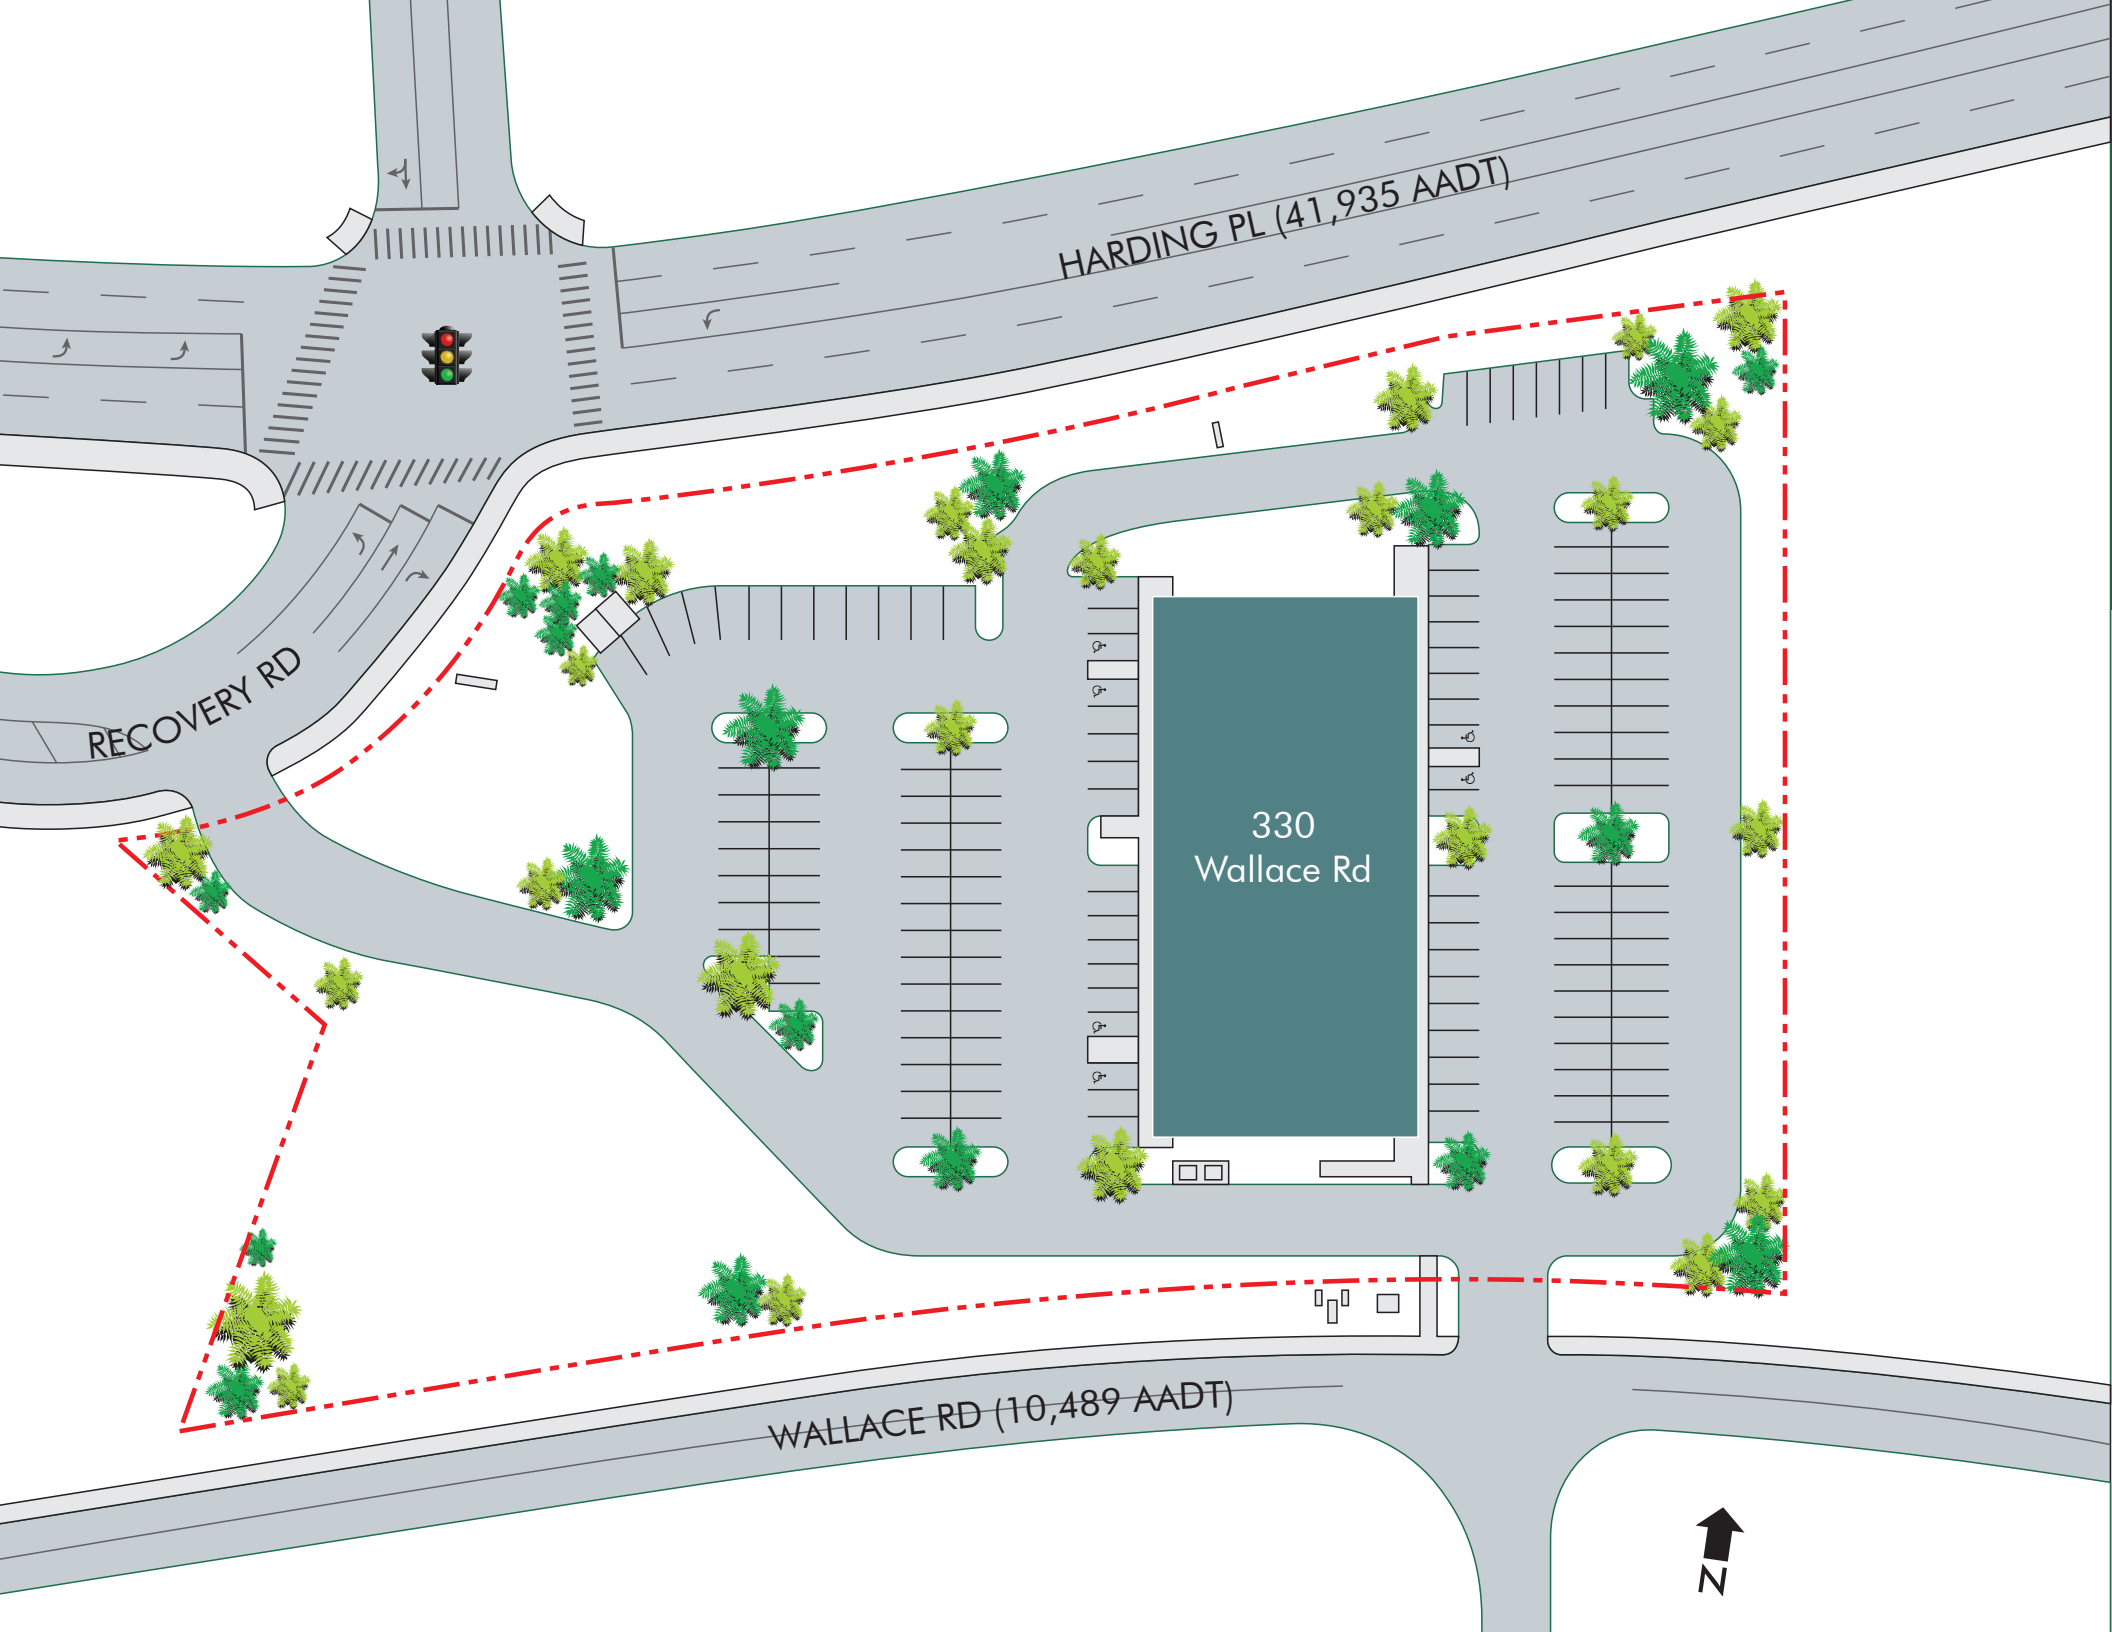 HARDING PL (41,935 AADT)
RECOVERY RD
330
Wallace Rd
WALLACE RD (10,489 AADT)
N